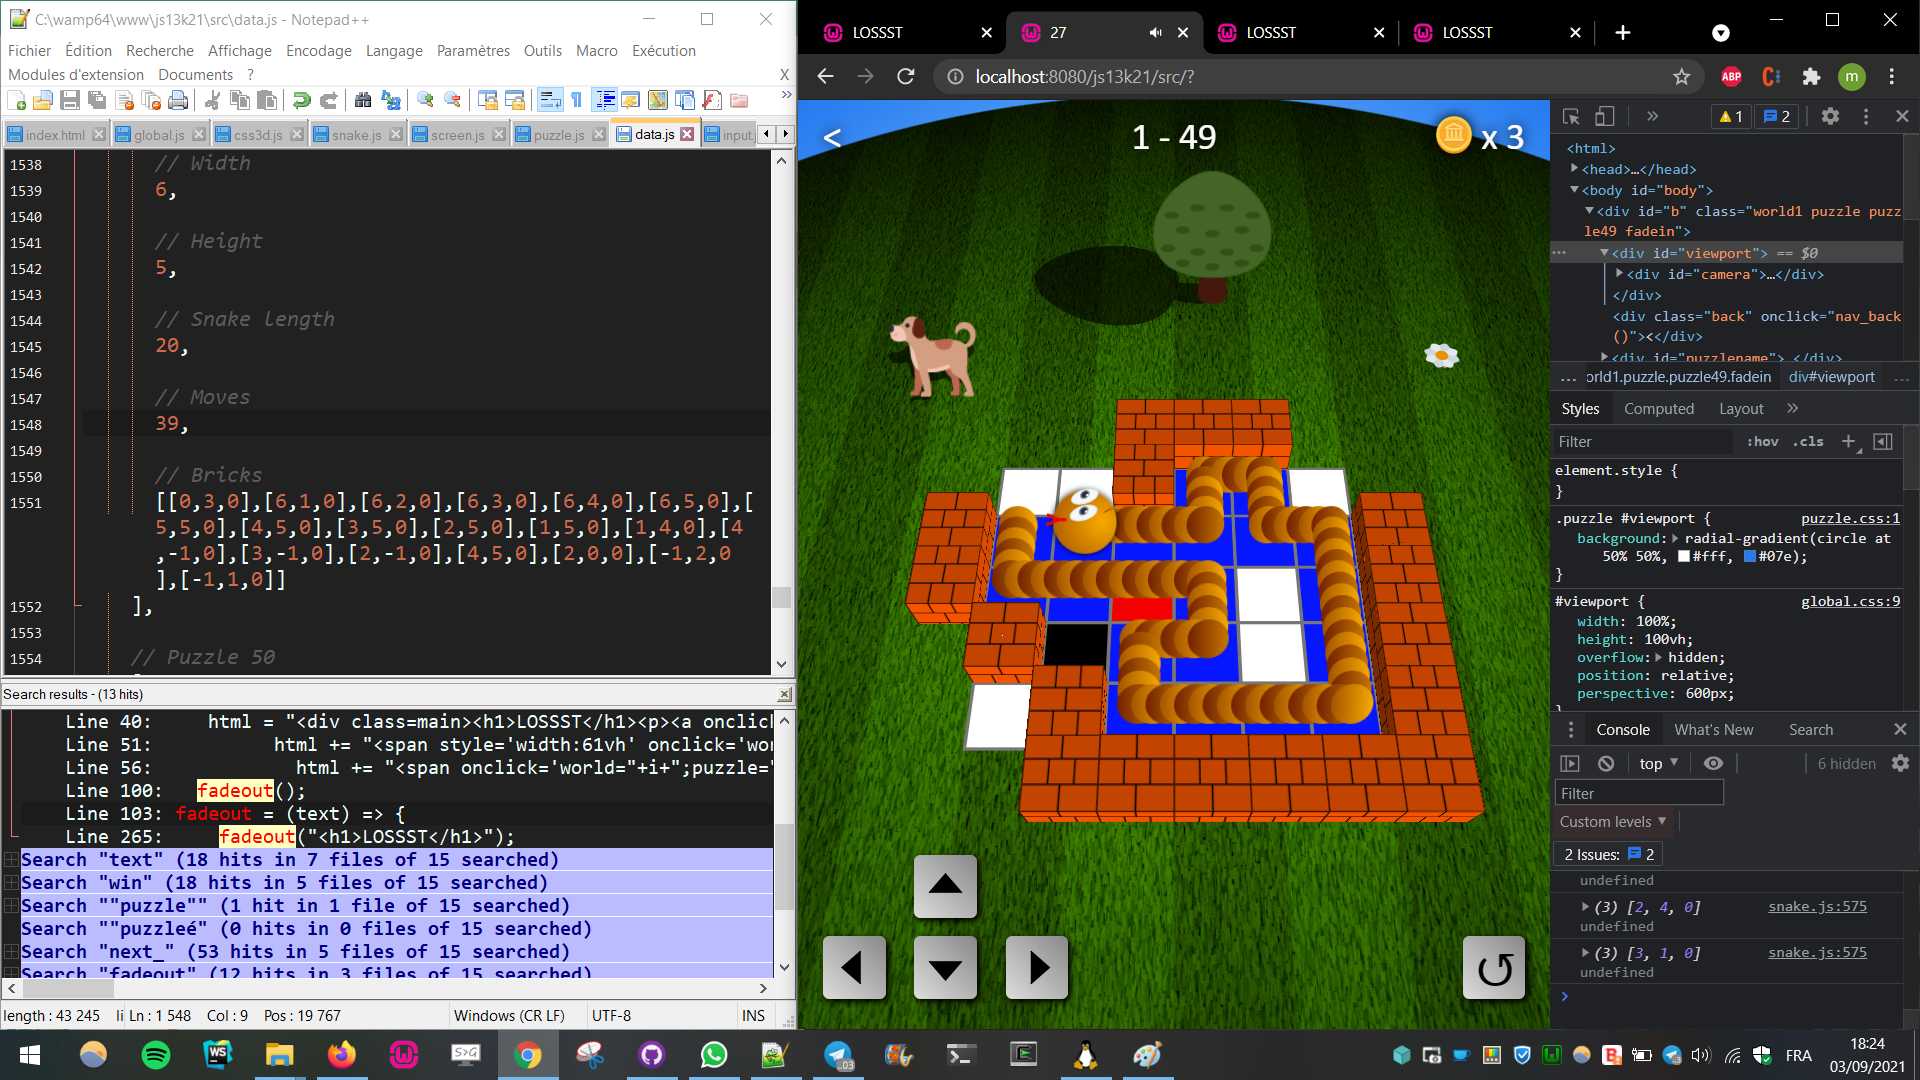 C:\wamp64\www\js13k21\src\data.js - Notepad++
Fichier Édition Recherche Affichage Encodage Langage Paramètres Outils Macro Exécution
Modules d'extension Documents ? X
index.html global.js css3d.js snake.js screen.js puzzle.js data.js input.
1538 // Width
1539 6,
1540
1541 // Height
1542 5,
1543
1544 // Snake length
1545 20,
1546
1547 // Moves
1548 39,
1549
1550 // Bricks
1551 [[0,3,0],[6,1,0],[6,2,0],[6,3,0],[6,4,0],[6,5,0],[
5,5,0],[4,5,0],[3,5,0],[2,5,0],[1,5,0],[1,4,0],[4
,-1,0],[3,-1,0],[2,-1,0],[4,5,0],[2,0,0],[-1,2,0
],[-1,1,0]]
1552 ],
1553
1554 // Puzzle 50
Search results - (13 hits)
Line 40: html = "<div class=main><h1>LOSSST</h1><p><a onclic
Line 51: html += "<span style='width:61vh' onclick='wo
Line 56: html += "<span onclick='world="+i+";puzzle=
Line 100: fadeout();
Line 103: fadeout = (text) => {
Line 265: fadeout("<h1>LOSSST</h1>");
Search "text" (18 hits in 7 files of 15 searched)
Search "win" (18 hits in 5 files of 15 searched)
Search ""puzzle"" (1 hit in 1 file of 15 searched)
Search ""puzzleé" (0 hits in 0 files of 15 searched)
Search "next_" (53 hits in 5 files of 15 searched)
Search "fadeout" (12 hits in 3 files of 15 searched)
length : 43 245 li Ln : 1 548 Col : 9 Pos : 19 767 Windows (CR LF) UTF-8 INS
LOSSST 27 LOSSST LOSSST
localhost:8080/js13k21/src/? ABP m
< 1 - 49 x 3
1 2
<html>
<head>…</head>
<body id="body">
<div id="b" class="world1 puzzle puzz
le49 fadein">
<div id="viewport"> == $0
<div id="camera">…</div>
</div>
<div class="back" onclick="nav_back
()"><</div>
<div id="puzzlename"> </div>
... orld1.puzzle.puzzle49.fadein div#viewport ...
Styles Computed Layout
Filter :hov .cls
element.style {
}
.puzzle #viewport { puzzle.css:1
background: radial-gradient(circle at
50% 50%, #fff, #07e);
}
#viewport { global.css:9
width: 100%;
height: 100vh;
overflow: hidden;
position: relative;
perspective: 600px;
Console What's New Search
top 6 hidden
Filter
Custom levels
2 Issues: 2
undefined
(3) [2, 4, 0] snake.js:575
undefined
(3) [3, 1, 0] snake.js:575
undefined
WS S>G FRA 18:24
03/09/2021